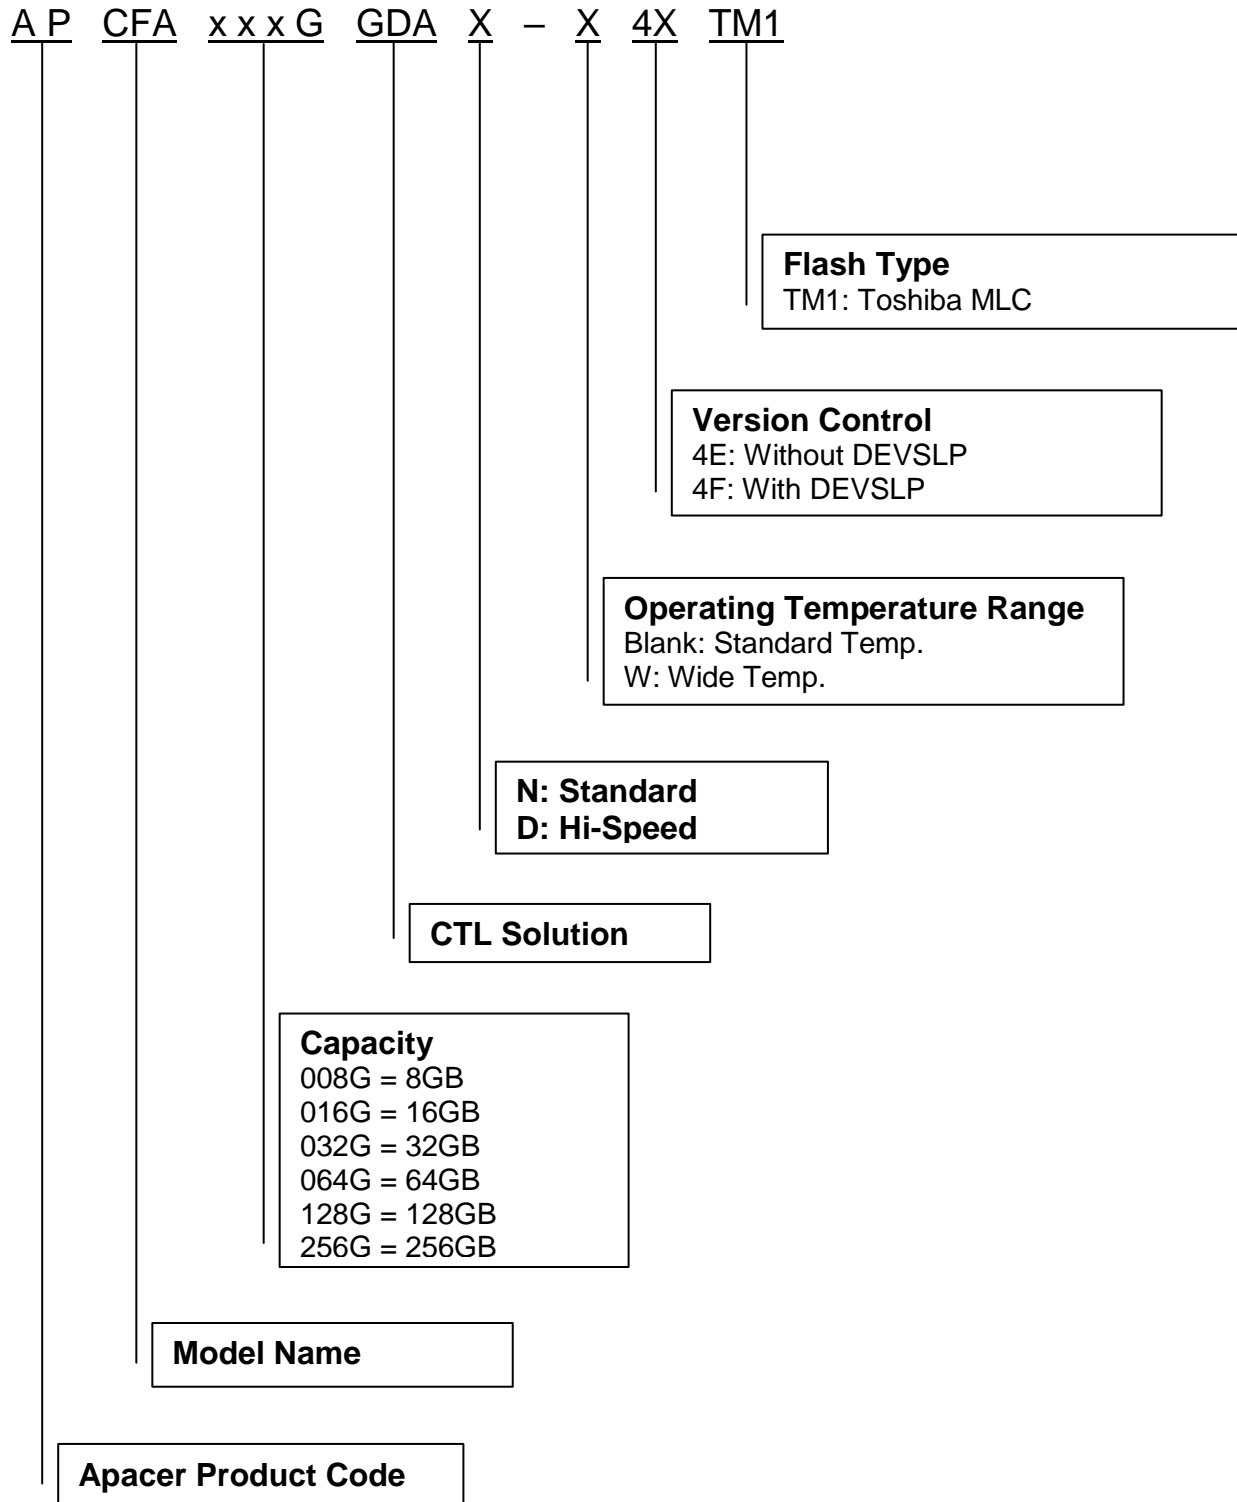 A P CFA x x x G GDA X – X 4X TM1
Flash Type
TM1: Toshiba MLC
Version Control
4E: Without DEVSLP
4F: With DEVSLP
Operating Temperature Range
Blank: Standard Temp.
W: Wide Temp.
N: Standard
D: Hi-Speed
CTL Solution
Capacity
008G = 8GB
016G = 16GB
032G = 32GB
064G = 64GB
128G = 128GB
256G = 256GB
Model Name
Apacer Product Code